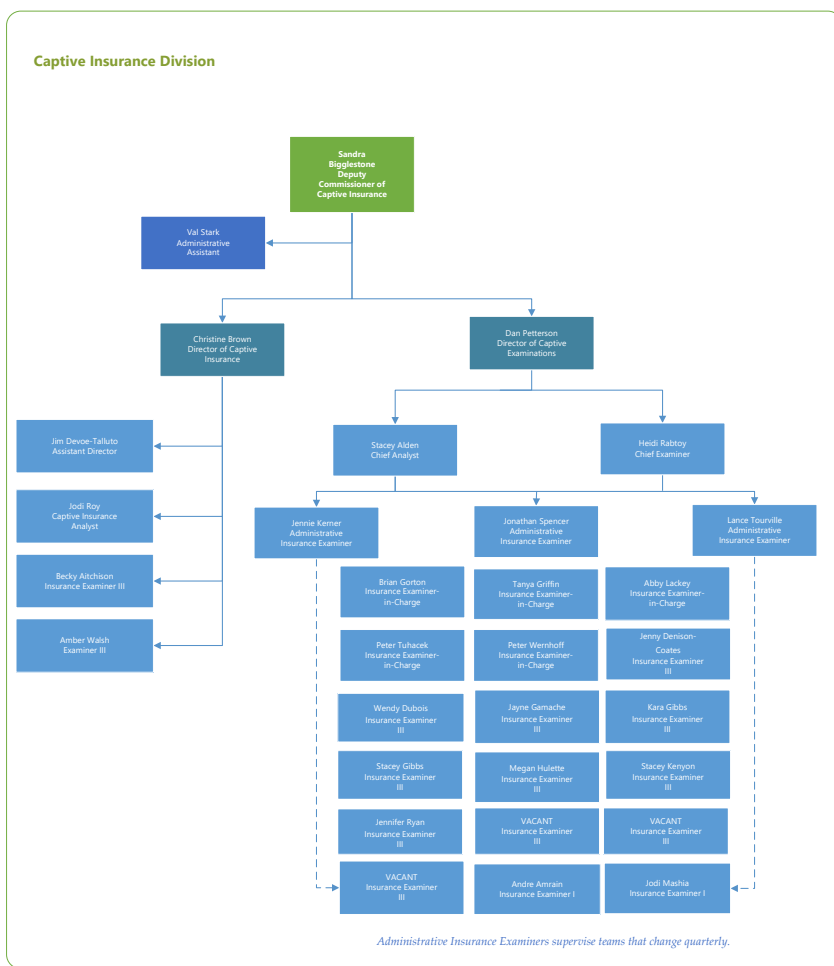 Captive Insurance Division
Sandra
Bigglestone
Deputy
Commissioner of
Captive Insurance
Val Stark
Administrative
Assistant
Christine Brown
Director of Captive
Insurance
Dan Petterson
Director of Captive
Examinations
Jim Devoe-Talluto
Assistant Director
Stacey Alden
Chief Analyst
Heidi Rabtoy
Chief Examiner
Jodi Roy
Captive Insurance
Analyst
Jennie Kerner
Administrative
Insurance Examiner
Jonathan Spencer
Administrative
Insurance Examiner
Lance Tourville
Administrative
Insurance Examiner
Becky Aitchison
Insurance Examiner III
Amber Walsh
Examiner III
Brian Gorton
Insurance Examiner-
in-Charge
Tanya Griffin
Insurance Examiner-
in-Charge
Abby Lackey
Insurance Examiner-
in-Charge
Peter Tuhacek
Insurance Examiner-
in-Charge
Peter Wernhoff
Insurance Examiner-
in-Charge
Jenny Denison-
Coates
Insurance Examiner
III
Wendy Dubois
Insurance Examiner
III
Jayne Gamache
Insurance Examiner
III
Kara Gibbs
Insurance Examiner
III
Stacey Gibbs
Insurance Examiner
III
Megan Hulette
Insurance Examiner
III
Stacey Kenyon
Insurance Examiner
III
Jennifer Ryan
Insurance Examiner
III
VACANT
Insurance Examiner
III
VACANT
Insurance Examiner
III
VACANT
Insurance Examiner
III
Andre Amrain
Insurance Examiner I
Jodi Mashia
Insurance Examiner I
Administrative Insurance Examiners supervise teams that change quarterly.